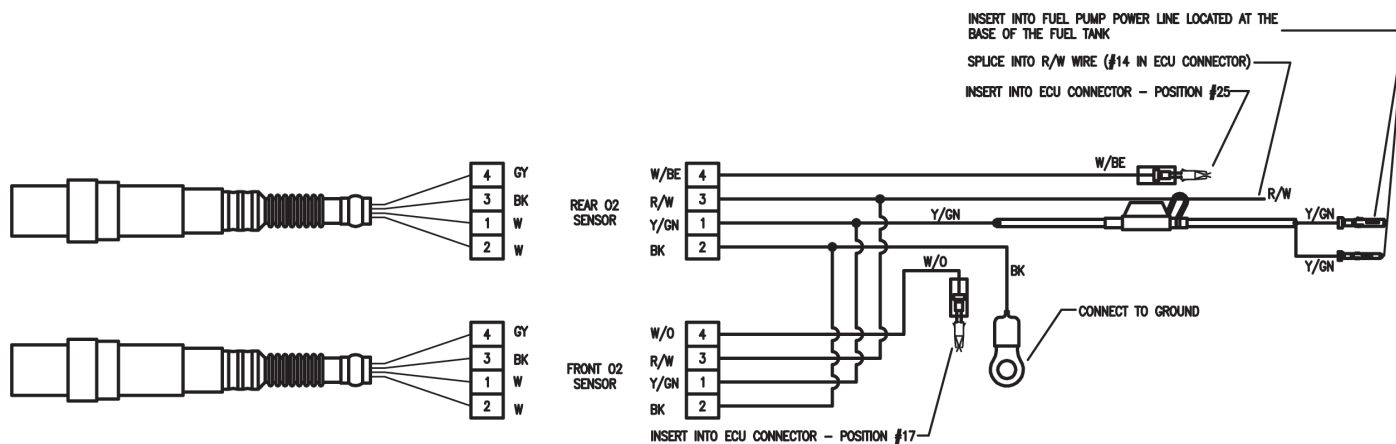 INSERT INTO FUEL PUMP POWER LINE LOCATED AT THE
BASE OF THE FUEL TANK
SPLICE INTO R/W WIRE (#14 IN ECU CONNECTOR)
INSERT INTO ECU CONNECTOR – POSITION #25
4 GY
3 BK
1 W
2 W
REAR O2
SENSOR
W/BE 4
R/W 3
Y/GN 1
BK 2
W/BE
R/W
Y/GN
Y/GN
Y/GN
W/O
BK
CONNECT TO GROUND
4 GY
3 BK
1 W
2 W
FRONT O2
SENSOR
W/O 4
R/W 3
Y/GN 1
BK 2
INSERT INTO ECU CONNECTOR – POSITION #17